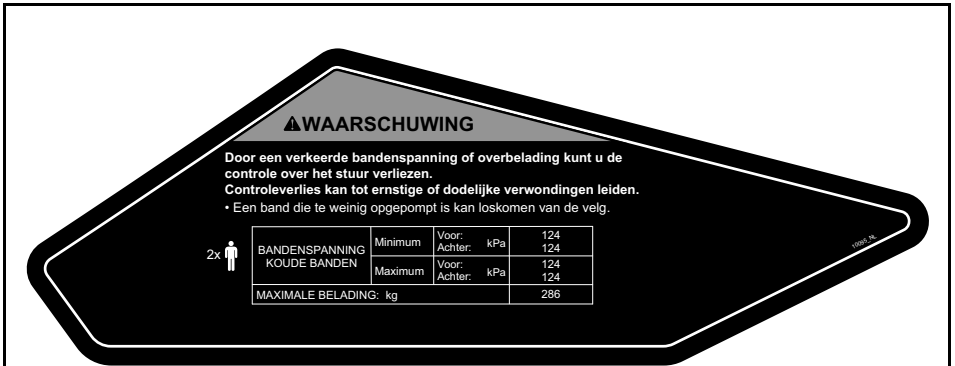 ⚠WAARSCHUWING
Door een verkeerde bandenspanning of overbelading kunt u de
controle over het stuur verliezen.
Controleverlies kan tot ernstige of dodelijke verwondingen leiden.
• Een band die te weinig opgepompt is kan loskomen van de velg.
2x
BANDENSPANNING
KOUDE BANDEN
Minimum
Voor:
Achter:
kPa
124
124
Maximum
Voor:
Achter:
kPa
124
124
MAXIMALE BELADING: kg
286